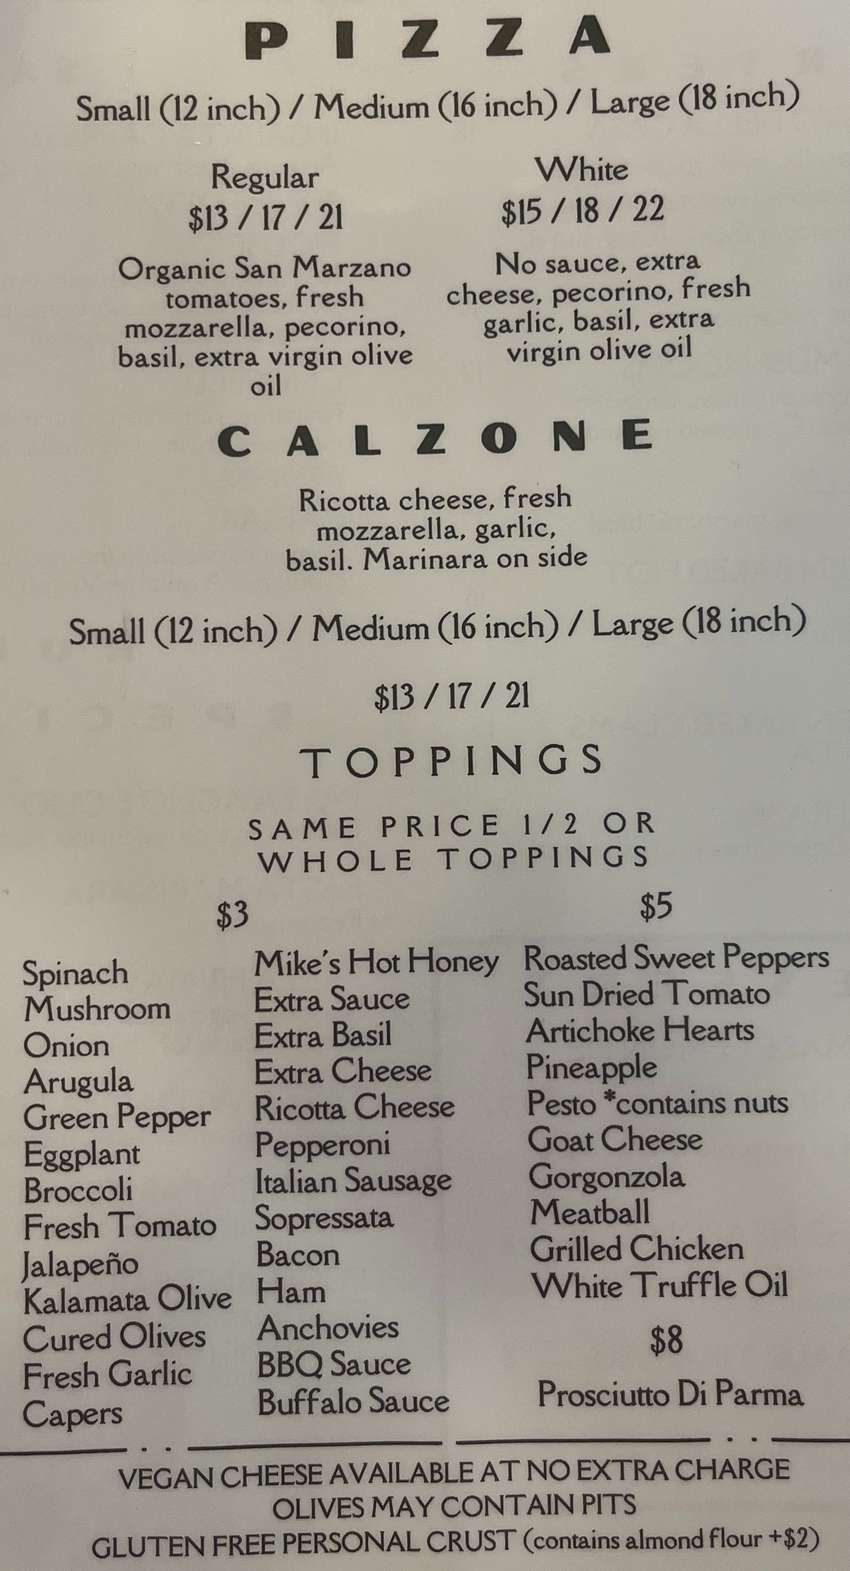 PIZZA
Small (12 inch) / Medium (16 inch) / Large (18 inch)
Regular
$13 / 17 / 21
Organic San Marzano
tomatoes, fresh
mozzarella, pecorino,
basil, extra virgin olive
oil
White
$15 / 18 / 22
No sauce, extra
cheese, pecorino, fresh
garlic, basil, extra
virgin olive oil
CALZONE
Ricotta cheese, fresh
mozzarella, garlic,
basil. Marinara on side
Small (12 inch) / Medium (16 inch) / Large (18 inch)
$13 / 17 / 21
TOPPINGS
SAME PRICE 1/2 OR
WHOLE TOPPINGS
$3
Spinach
Mushroom
Onion
Arugula
Green Pepper
Eggplant
Broccoli
Fresh Tomato
Jalapeño
Kalamata Olive
Cured Olives
Fresh Garlic
Capers
Mike's Hot Honey
Extra Sauce
Extra Basil
Extra Cheese
Ricotta Cheese
Pepperoni
Italian Sausage
Sopressata
Bacon
Ham
Anchovies
BBQ Sauce
Buffalo Sauce
$5
Roasted Sweet Peppers
Sun Dried Tomato
Artichoke Hearts
Pineapple
Pesto *contains nuts
Goat Cheese
Gorgonzola
Meatball
Grilled Chicken
White Truffle Oil
$8
Prosciutto Di Parma
VEGAN CHEESE AVAILABLE AT NO EXTRA CHARGE
OLIVES MAY CONTAIN PITS
GLUTEN FREE PERSONAL CRUST (contains almond flour +$2)